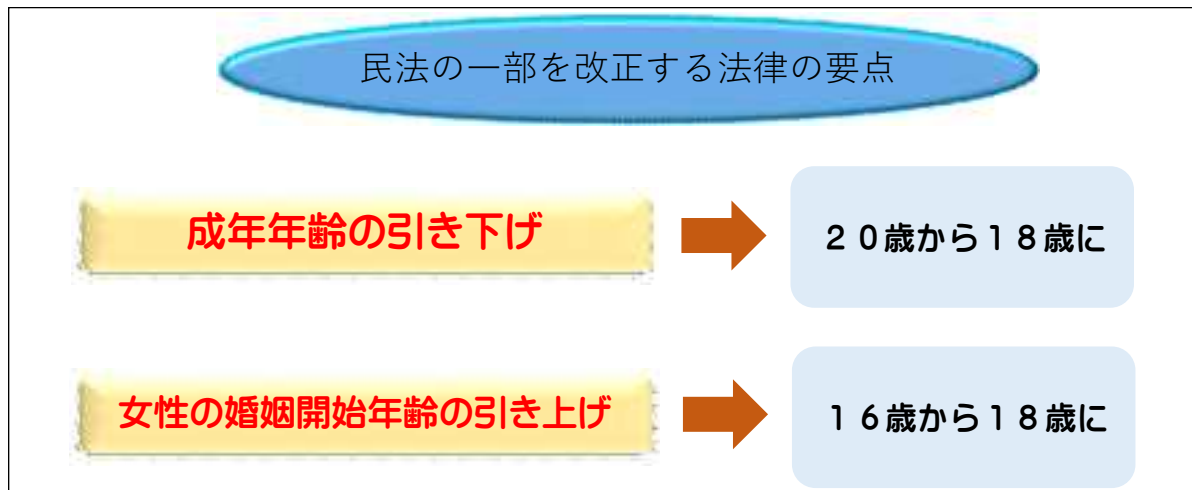 民法の一部を改正する法律の要点
成年年齢の引き下げ
２０歳から１８歳に
女性の婚姻開始年齢の引き上げ
１６歳から１８歳に